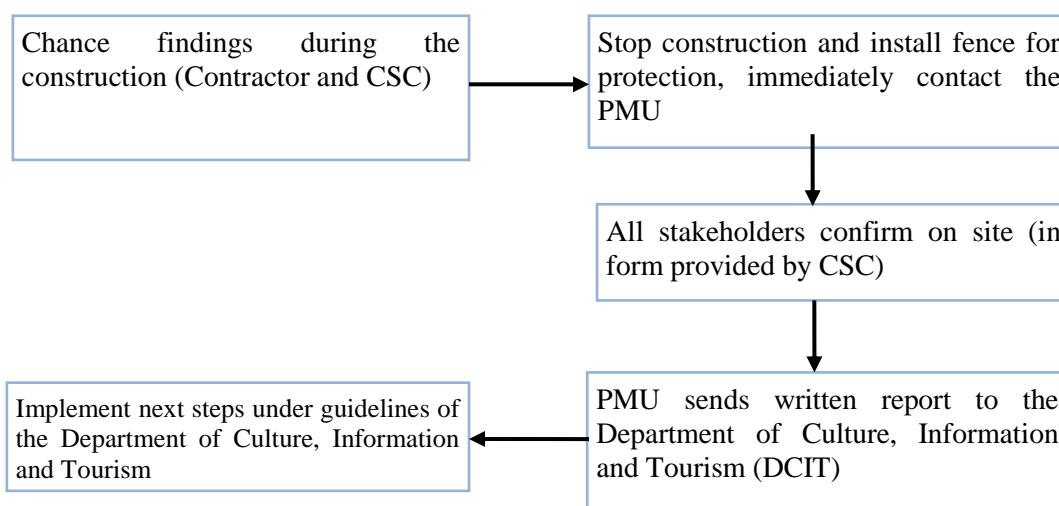 Chance findings during the
construction (Contractor and CSC)
Stop construction and install fence for
protection, immediately contact the
PMU
All stakeholders confirm on site (in
form provided by CSC)
PMU sends written report to the
Department of Culture, Information
and Tourism (DCIT)
Implement next steps under guidelines of
the Department of Culture, Information
and Tourism